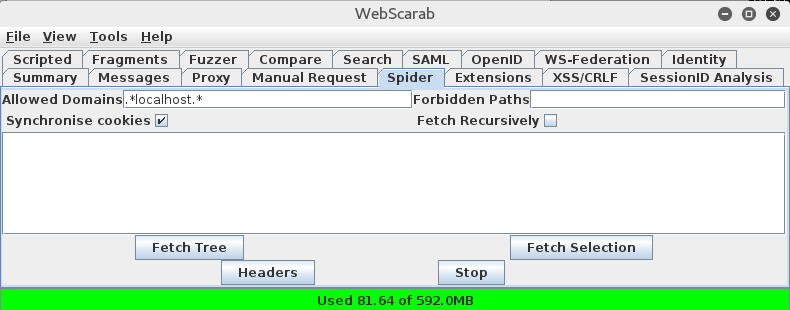 WebScarab
File View Tools Help
Scripted Fragments Fuzzer Compare Search SAML OpenID WS-Federation Identity
Summary Messages Proxy Manual Request Spider Extensions XSS/CRLF SessionID Analysis
Allowed Domains .*localhost.* Forbidden Paths
Synchronise cookies Fetch Recursively
Fetch Tree Fetch Selection
Headers Stop
Used 81.64 of 592.0MB